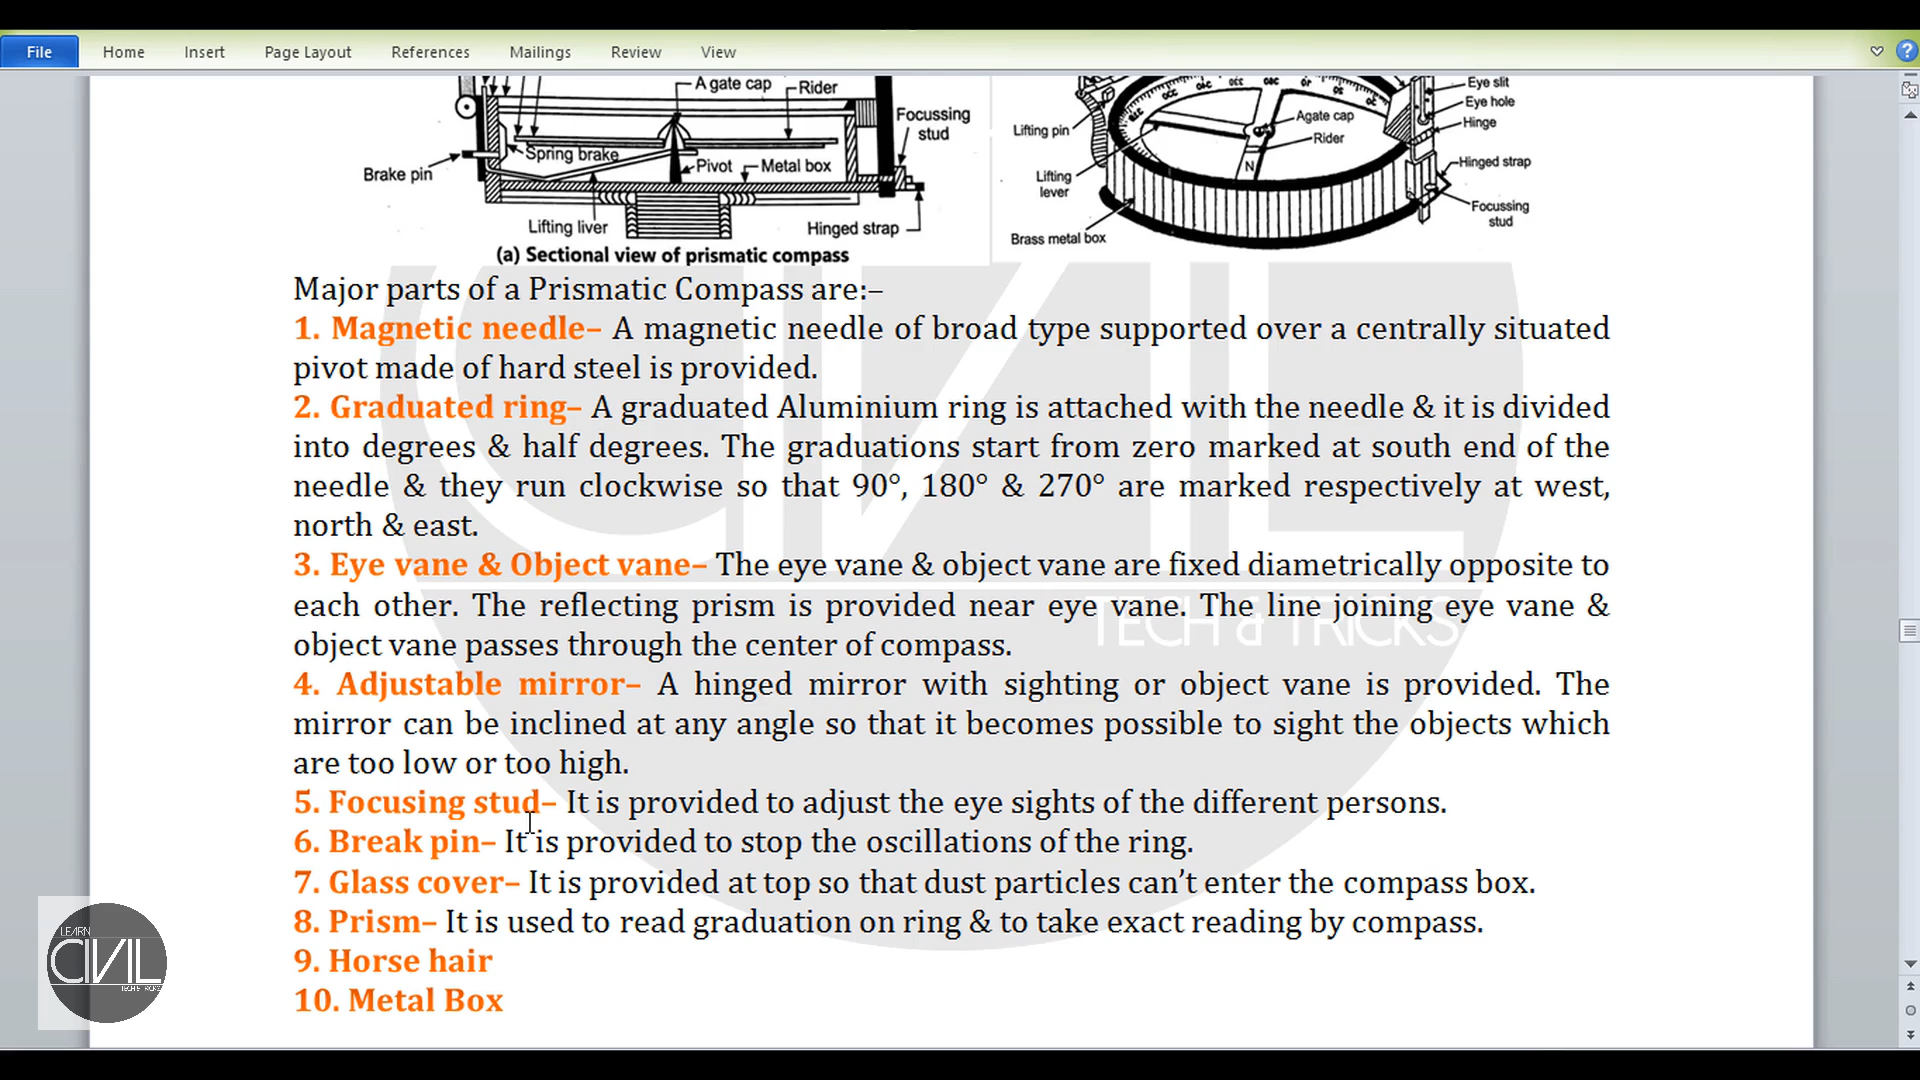 File Home Insert Page Layout References Mailings Review View
A gate cap
Rider
Focussing
stud
Spring brake
Brake pin
Pivot
Metal box
Lifting liver
Hinged strap
(a) Sectional view of prismatic compass
Eye slit
Eye hole
Hinge
Agate cap
Lifting pin
Rider
Hinged strap
N
Lifting
lever
Focussing
stud
Brass metal box
Major parts of a Prismatic Compass are:–
1. Magnetic needle– A magnetic needle of broad type supported over a centrally situated
pivot made of hard steel is provided.
2. Graduated ring– A graduated Aluminium ring is attached with the needle & it is divided
into degrees & half degrees. The graduations start from zero marked at south end of the
needle & they run clockwise so that 90°, 180° & 270° are marked respectively at west,
north & east.
3. Eye vane & Object vane– The eye vane & object vane are fixed diametrically opposite to
each other. The reflecting prism is provided near eye vane. The line joining eye vane &
object vane passes through the center of compass.
4. Adjustable mirror– A hinged mirror with sighting or object vane is provided. The
mirror can be inclined at any angle so that it becomes possible to sight the objects which
are too low or too high.
5. Focusing stud– It is provided to adjust the eye sights of the different persons.
6. Break pin– It is provided to stop the oscillations of the ring.
7. Glass cover– It is provided at top so that dust particles can’t enter the compass box.
8. Prism– It is used to read graduation on ring & to take exact reading by compass.
9. Horse hair
10. Metal Box
CIVIL
TECH & TRICKS
LEARN
CIVIL
TECH & TRICKS